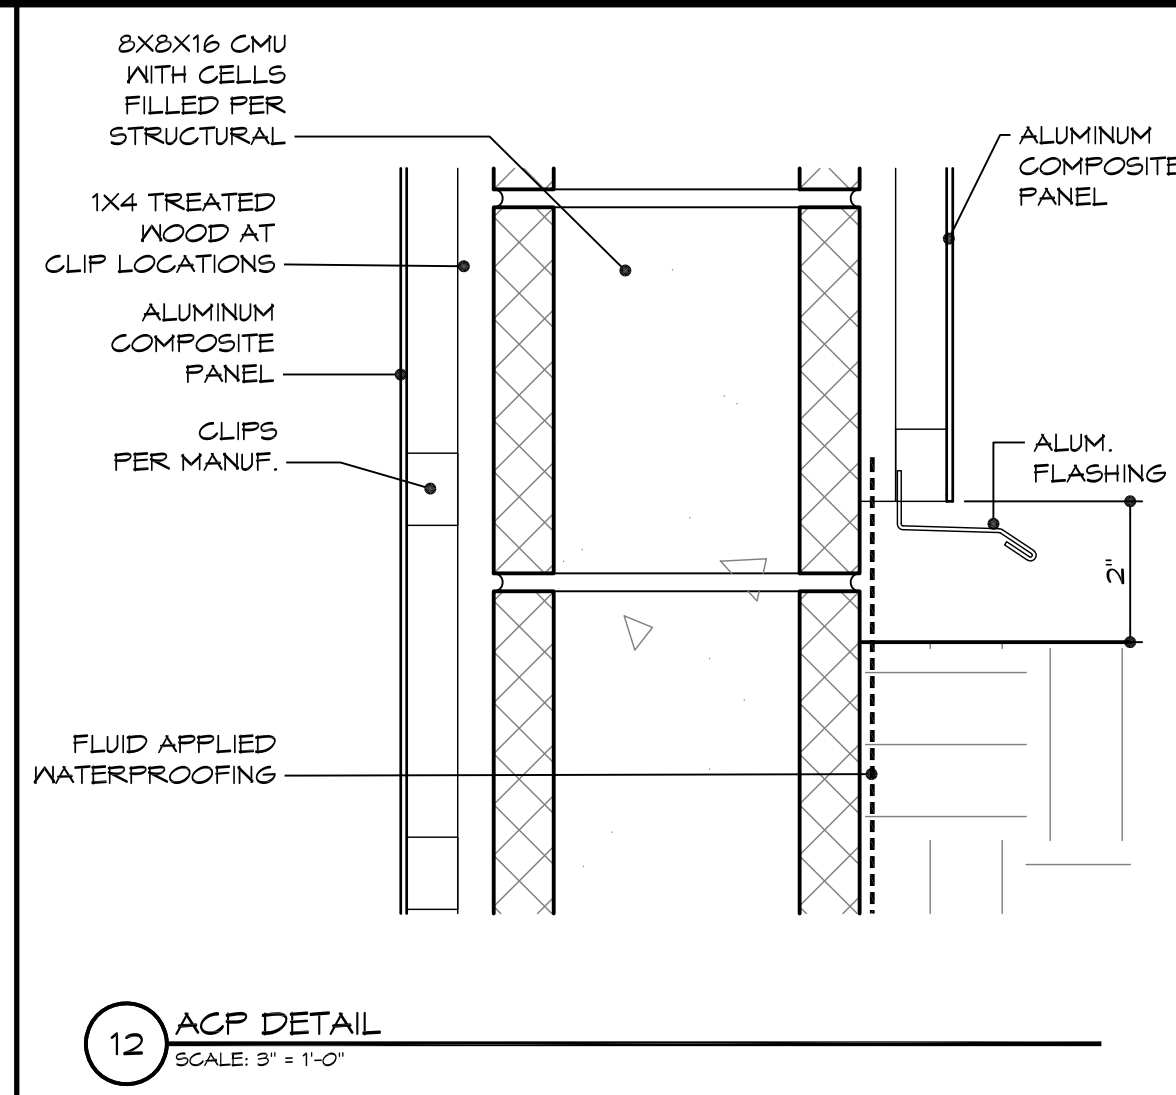 8X8X16 CMU
WITH CELLS
FILLED PER
STRUCTURAL
1X4 TREATED
WOOD AT
CLIP LOCATIONS
ALUMINUM
COMPOSITE
PANEL
CLIPS
PER MANUF.
FLUID APPLIED
WATERPROOFING
ALUMINUM
COMPOSITE
PANEL
ALUM.
FLASHING
2"
12
ACP DETAIL
SCALE: 3" = 1'-0"